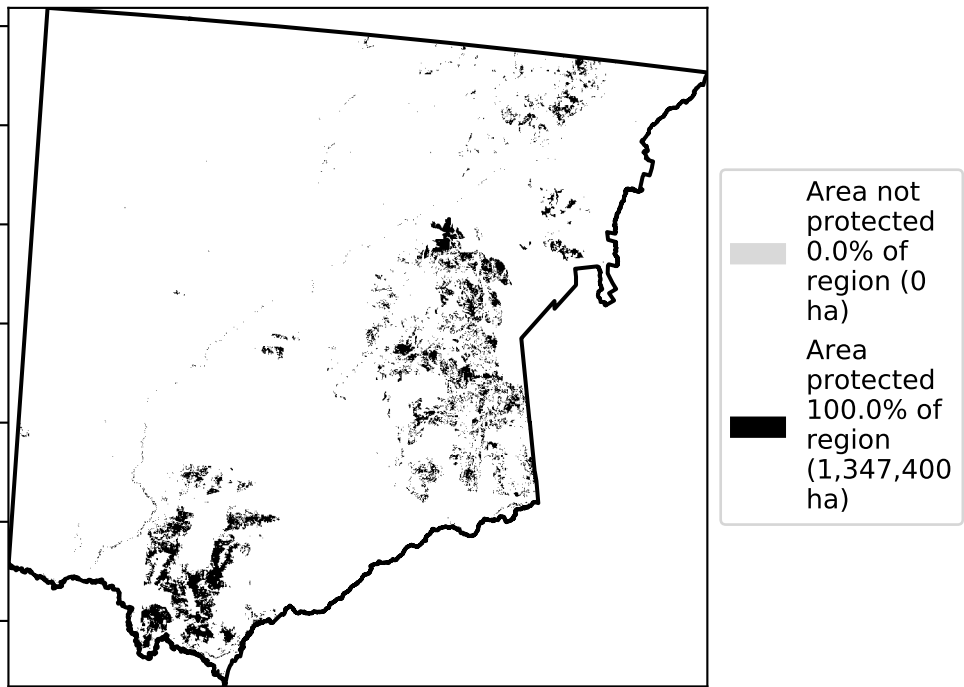 Area not
protected
0.0% of
region (0
ha)
Area
protected
100.0% of
region
(1,347,400
ha)